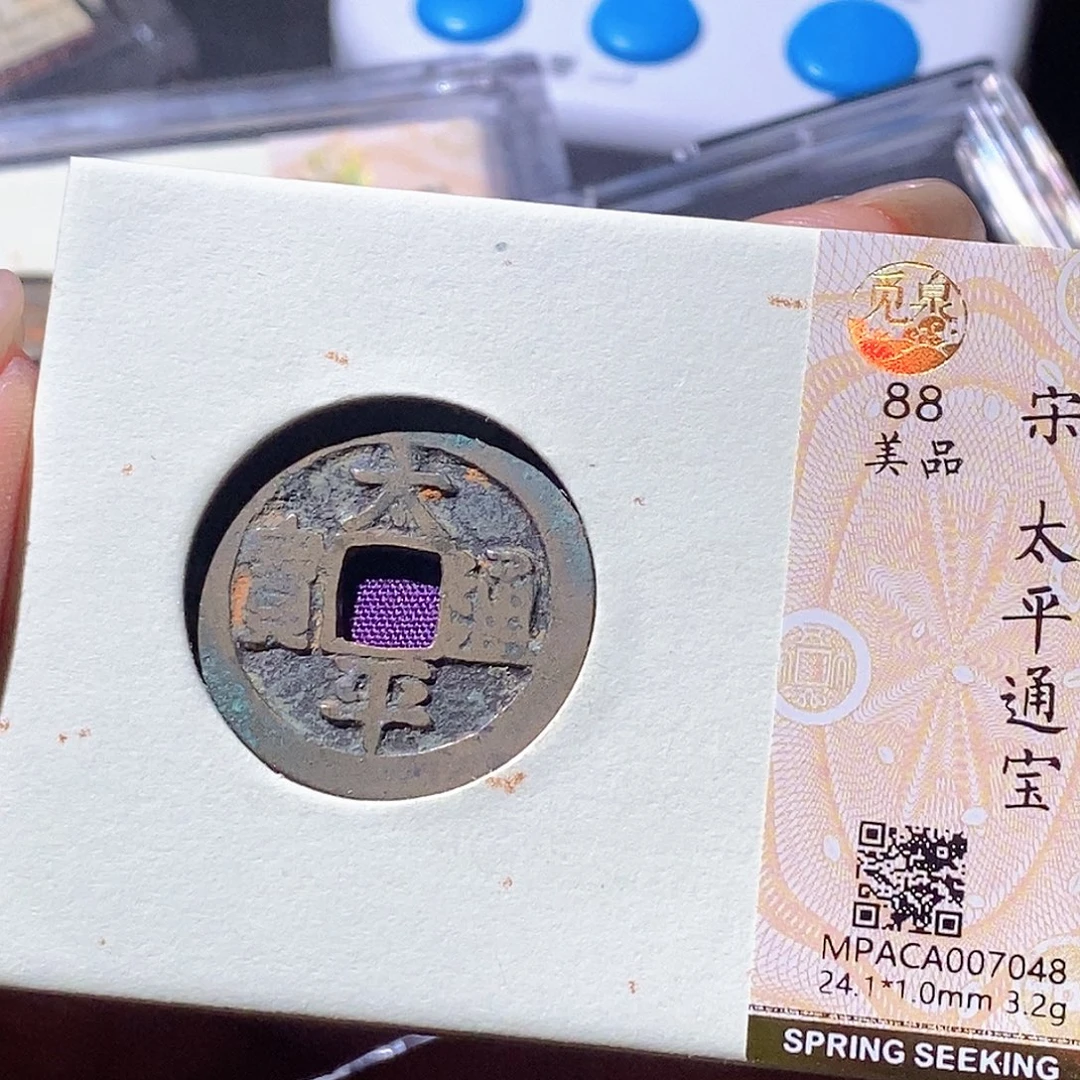 太
平
通
寶
觅泉
88
美品
宋 太平通宝
MPACA007048
24.1*1.0mm 3.2g
SPRING SEEKING